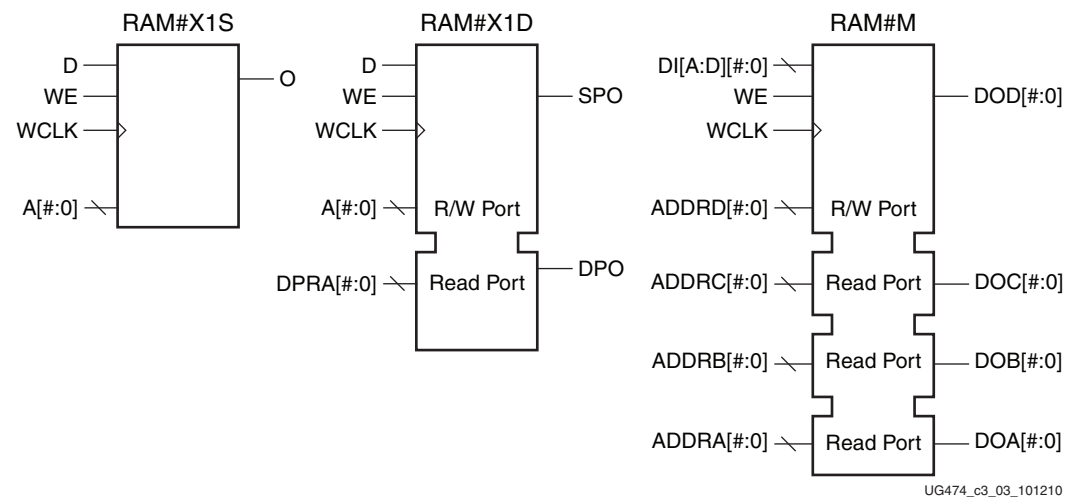 RAM#X1S
D
WE
WCLK
A[#:0]
O
RAM#X1D
D
WE
WCLK
A[#:0]
R/W Port
SPO
DPRA[#:0]
Read Port
DPO
RAM#M
DI[A:D][#:0]
WE
WCLK
DOD[#:0]
ADDRD[#:0]
R/W Port
ADDRC[#:0]
Read Port
DOC[#:0]
ADDRB[#:0]
Read Port
DOB[#:0]
ADDRA[#:0]
Read Port
DOA[#:0]
UG474_c3_03_101210